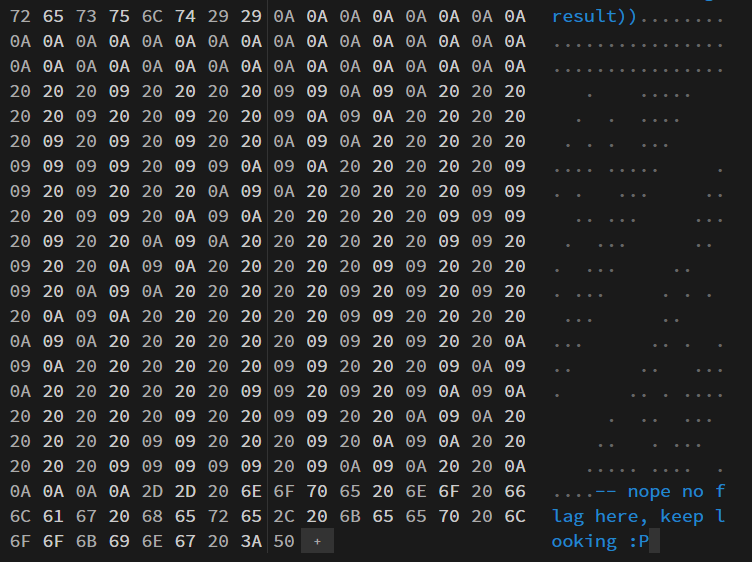 72 65 73 75 6C 74 29 29 0A 0A 0A 0A 0A 0A 0A 0A result))........
0A 0A 0A 0A 0A 0A 0A 0A 0A 0A 0A 0A 0A 0A 0A 0A ................
0A 0A 0A 0A 0A 0A 0A 0A 0A 0A 0A 0A 0A 0A 0A 0A ................
20 20 20 09 20 20 20 20 09 09 0A 09 0A 20 20 20    .    .....
20 20 09 20 20 09 20 20 09 0A 09 0A 20 20 20 20   .  .  ....
20 09 20 09 20 09 20 20 0A 09 0A 20 20 20 20 20  . . .  ...
09 09 09 09 20 09 09 0A 09 0A 20 20 20 20 20 09 .... .....     .
09 20 09 20 20 20 0A 09 0A 20 20 20 20 20 09 09 . .   ...     ..
20 20 09 09 20 0A 09 0A 20 20 20 20 20 09 09 09   .. ...     ...
20 09 20 20 0A 09 0A 20 20 20 20 20 20 09 09 20  .  ...      ..
09 20 20 0A 09 0A 20 20 20 20 20 09 09 20 20 20 .  ...     ..
09 20 0A 09 0A 20 20 20 20 20 09 20 09 20 09 20 . ...     . . .
20 0A 09 0A 20 20 20 20 20 20 09 09 20 20 20 20  ...      ..
0A 09 0A 20 20 20 20 20 20 09 09 20 09 20 20 0A ...      .. .  .
09 0A 20 20 20 20 20 20 09 09 20 20 20 09 0A 09 ..      ..   ...
0A 20 20 20 20 20 20 09 09 20 09 20 09 0A 09 0A .      .. . ....
20 20 20 20 20 09 20 20 09 09 20 20 0A 09 0A 20      .  ..  ...
20 20 20 20 09 09 20 20 20 09 20 0A 09 0A 20 20     ..   . ...
20 20 20 09 09 09 09 09 20 09 0A 09 0A 20 20 0A    ..... ....  .
0A 0A 0A 0A 2D 2D 20 6E 6F 70 65 20 6E 6F 20 66 ....-- nope no f
6C 61 67 20 68 65 72 65 2C 20 6B 65 65 70 20 6C lag here, keep l
6F 6F 6B 69 6E 67 20 3A 50 + ooking :P